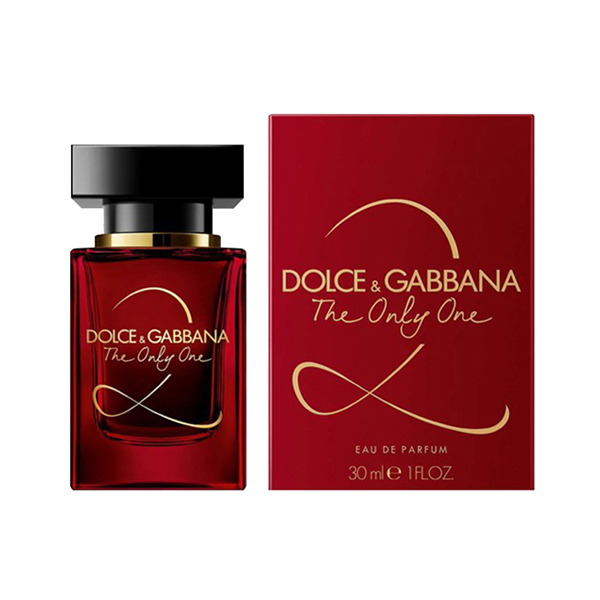 DOLCE & GABBANA
The Only One
DOLCE & GABBANA
The Only One
EAU DE PARFUM
30 ml e 1 FL.OZ.